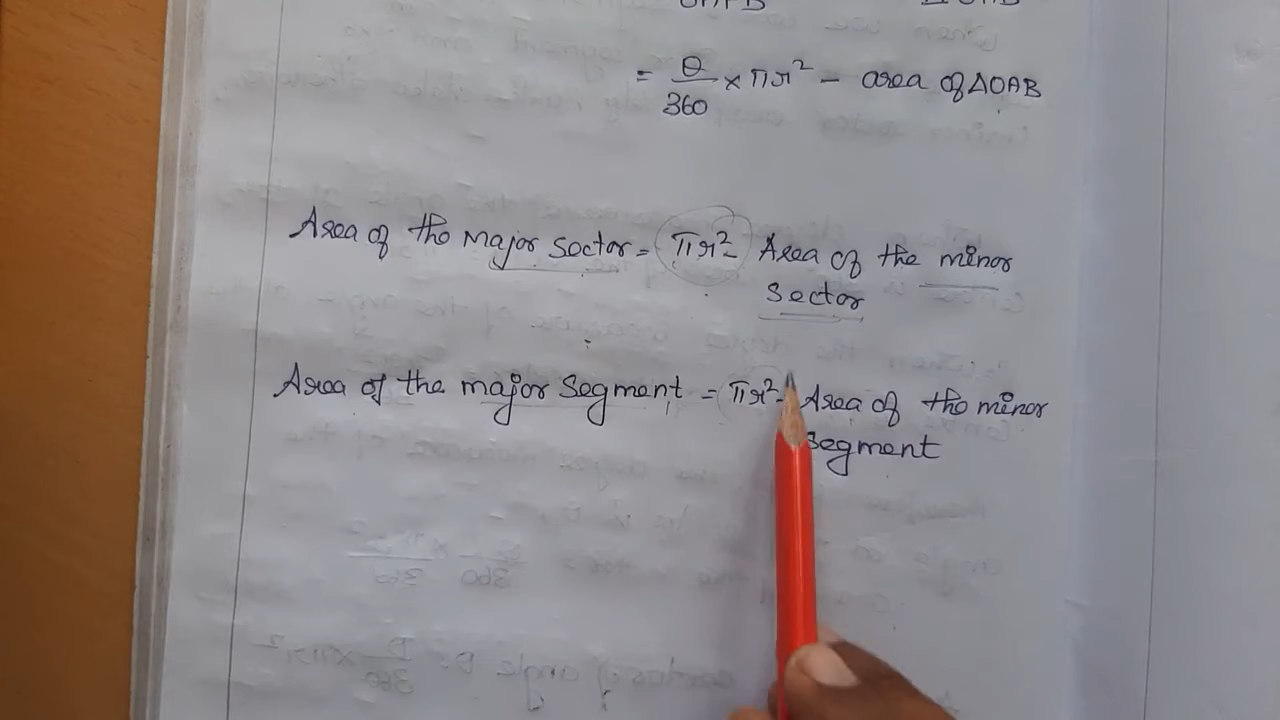 = θ/360 × πr² - area of ΔOAB
Area of the Major Sector = πr² - Area of the minor
Sector
Area of the major Segment = πr² - Area of the minor
Segment